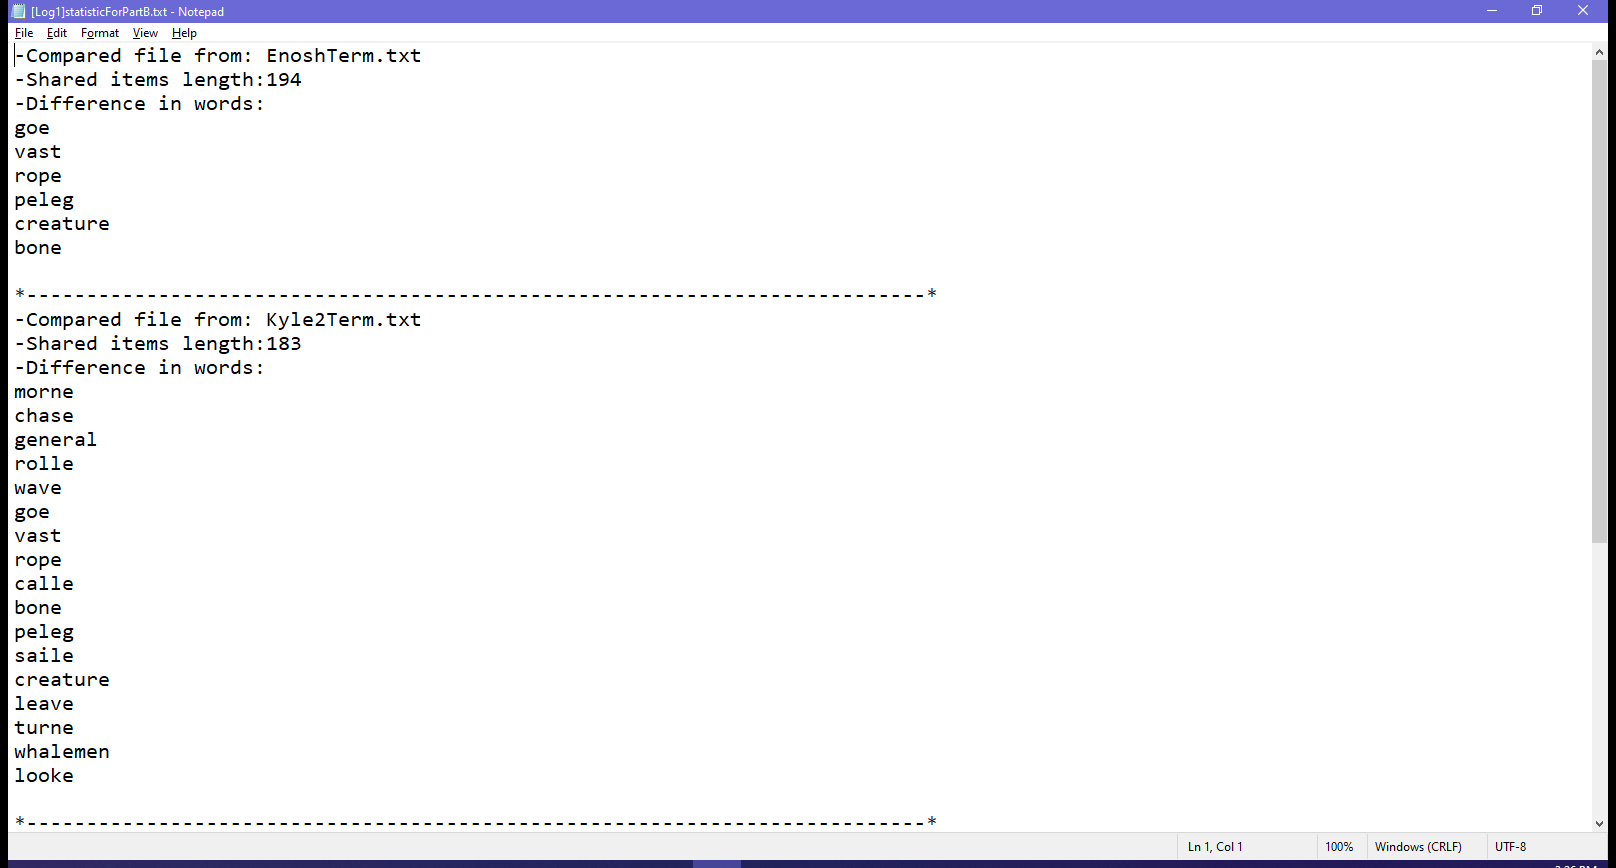 [Log1]statisticForPartB.txt - Notepad
File Edit Format View Help
-Compared file from: EnoshTerm.txt
-Shared items length:194
-Difference in words:
goe
vast
rope
peleg
creature
bone
*---------------------------------------------------------------------------*
-Compared file from: Kyle2Term.txt
-Shared items length:183
-Difference in words:
morne
chase
general
rolle
wave
goe
vast
rope
calle
bone
peleg
saile
creature
leave
turne
whalemen
looke
*---------------------------------------------------------------------------*
Ln 1, Col 1 100% Windows (CRLF) UTF-8